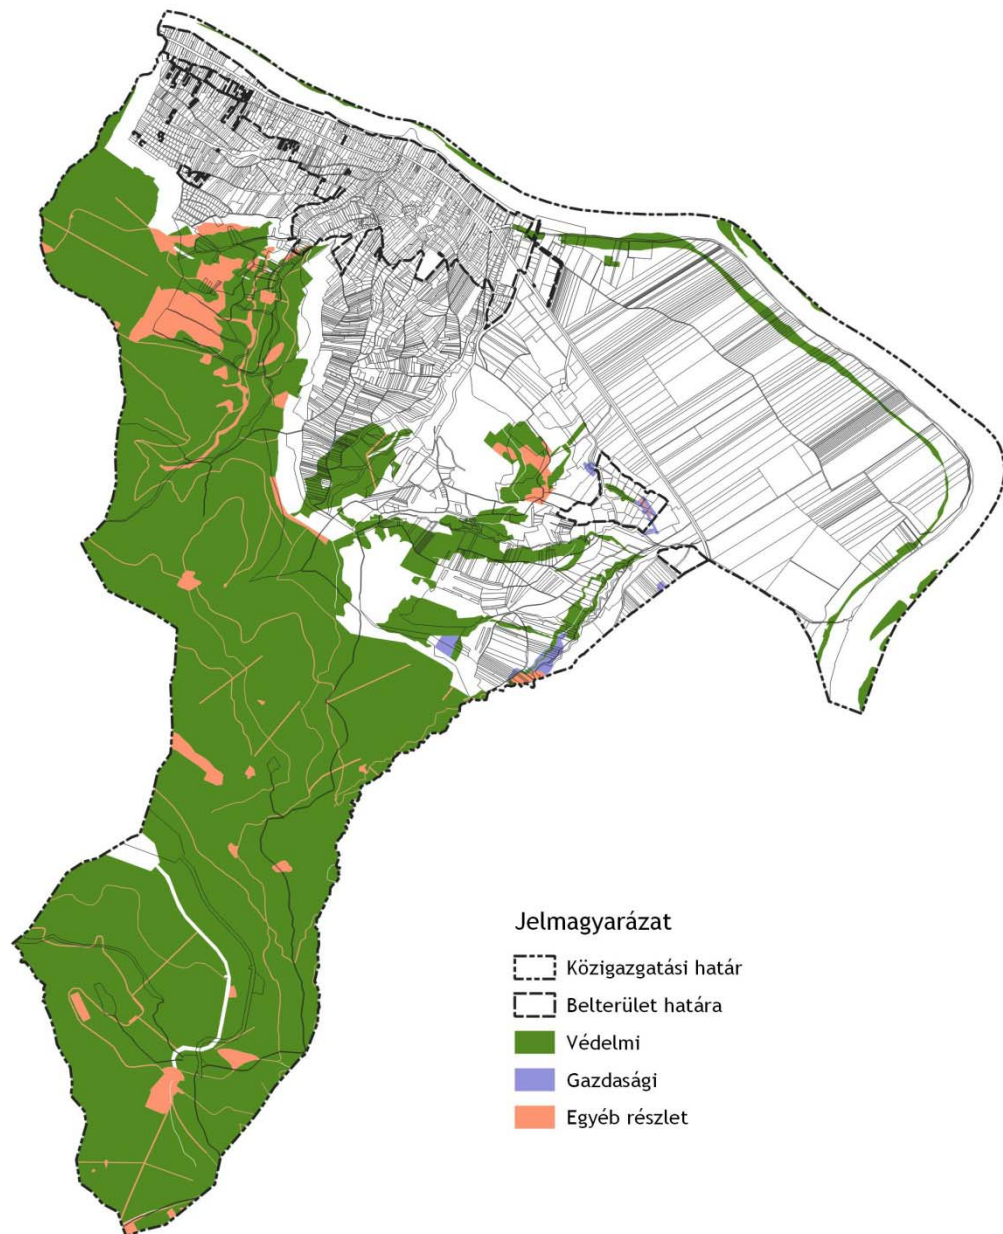 Jelmagyarázat
Közigazgatási határ
Belterület határa
Védelmi
Gazdasági
Egyéb részlet